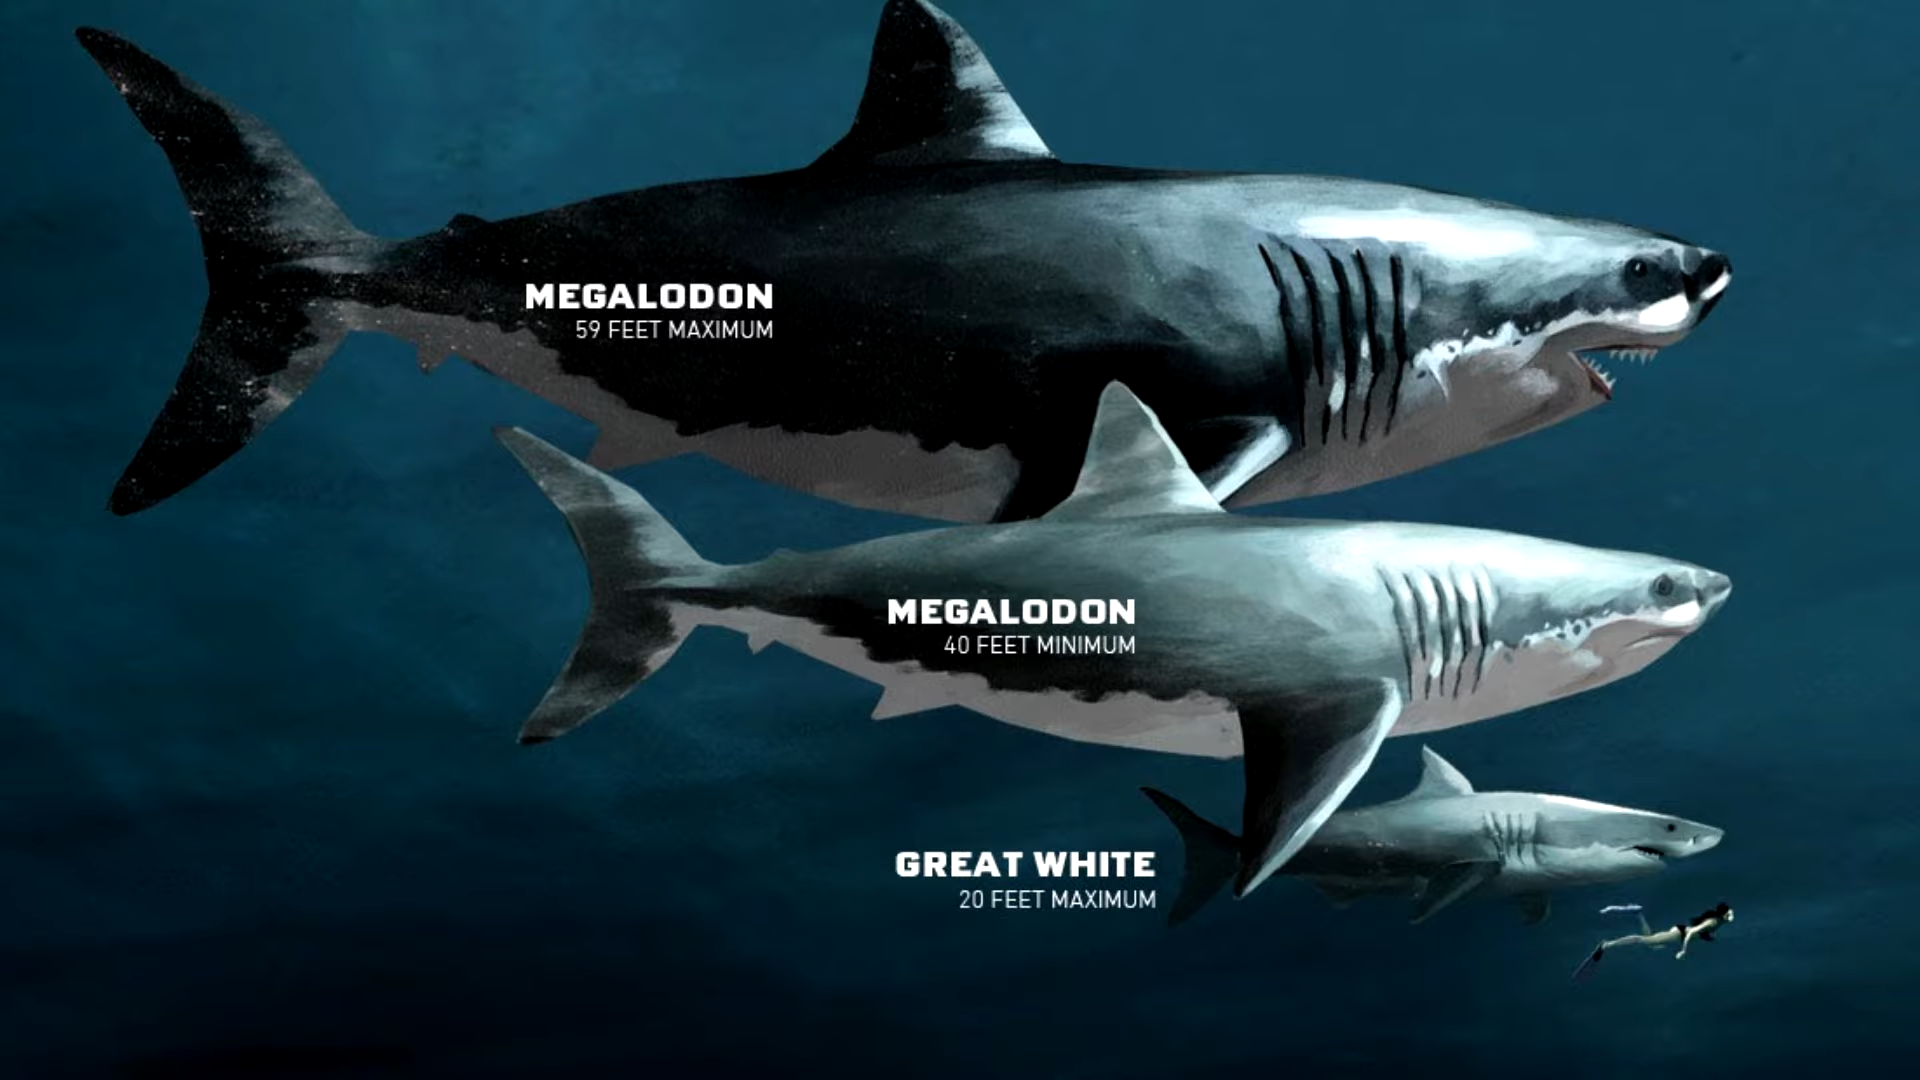 MEGALODON
59 FEET MAXIMUM
MEGALODON
40 FEET MINIMUM
GREAT WHITE
20 FEET MAXIMUM